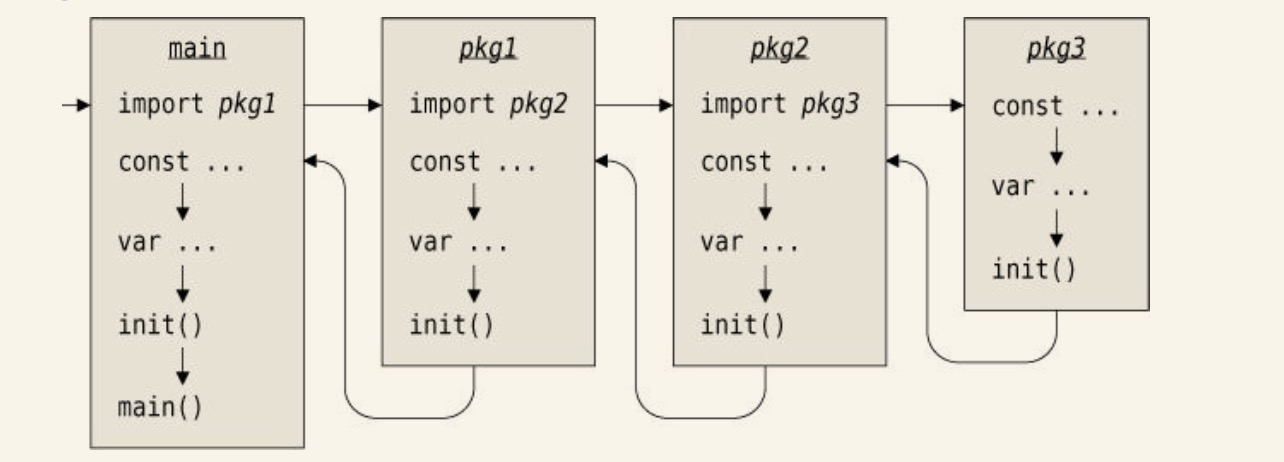 main
import pkg1
const ...
var ...
init()
main()
pkg1
import pkg2
const ...
var ...
init()
pkg2
import pkg3
const ...
var ...
init()
pkg3
const ...
var ...
init()